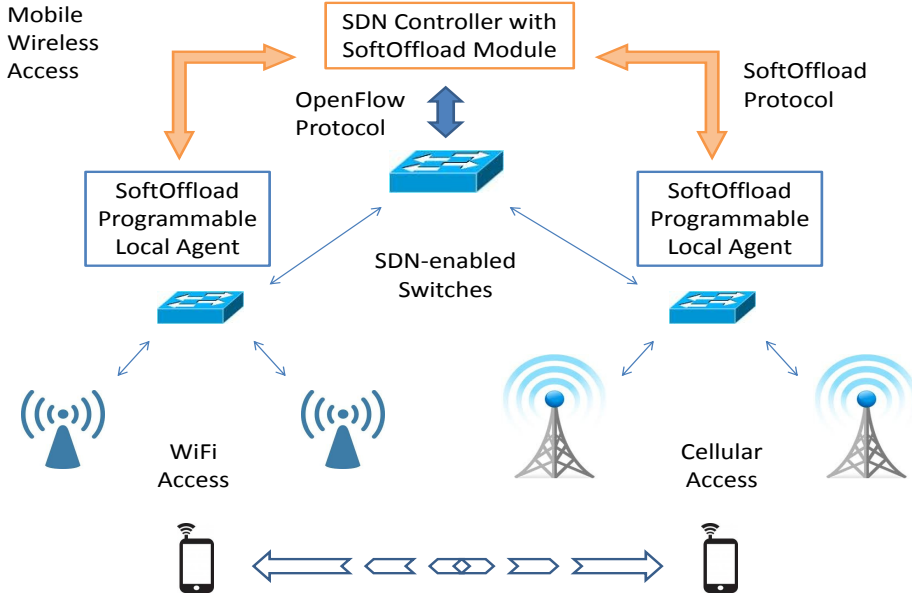 Mobile
Wireless
Access
SDN Controller with
SoftOffload Module
OpenFlow
Protocol
SoftOffload
Protocol
SoftOffload
Programmable
Local Agent
SoftOffload
Programmable
Local Agent
SDN-enabled
Switches
WiFi
Access
Cellular
Access